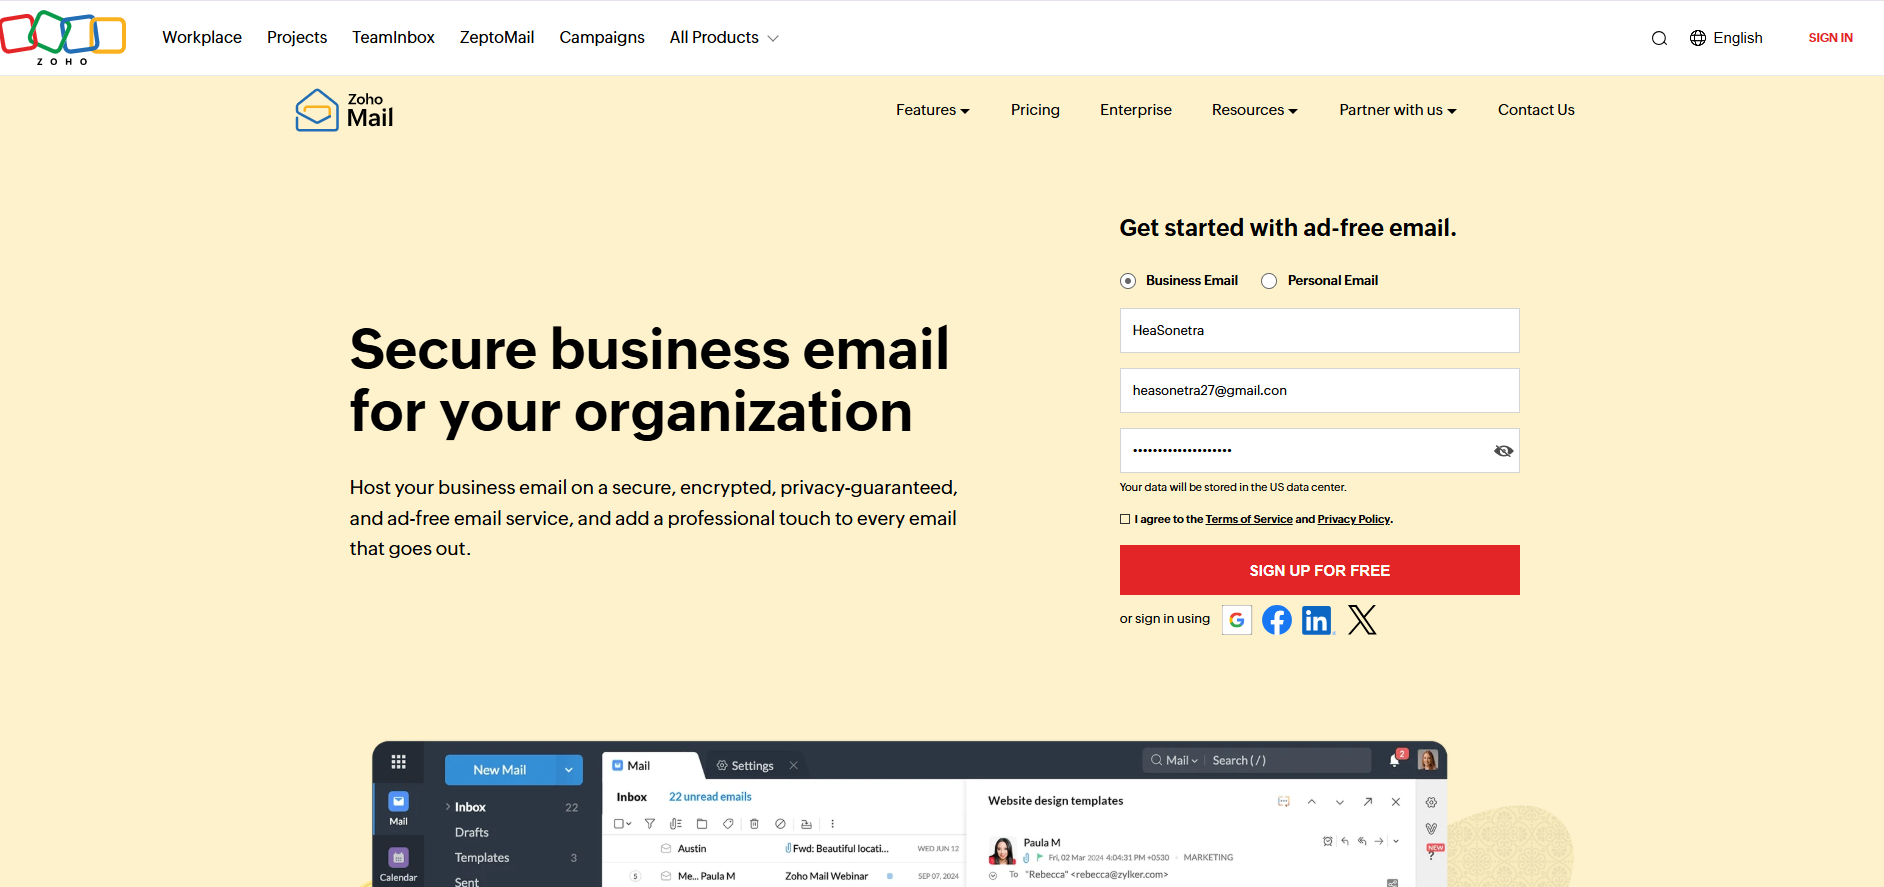 ZOHO
Workplace Projects TeamInbox ZeptoMail Campaigns All Products
English
SIGN IN
Zoho
Mail
Features Pricing Enterprise Resources Partner with us Contact Us
Get started with ad-free email.
Business Email Personal Email
HeaSonetra
heasonetra27@gmail.con
Your data will be stored in the US data center.
I agree to the Terms of Service and Privacy Policy.
SIGN UP FOR FREE
or sign in using
Secure business email
for your organization
Host your business email on a secure, encrypted, privacy-guaranteed,
and ad-free email service, and add a professional touch to every email
that goes out.
New Mail
Mail
Settings
Mail
Search ( / )
2
Mail
Calendar
Inbox 22
Drafts
Templates 3
Sent
Inbox 22 unread emails
Austin Fwd: Beautiful locati... WED JUN 12
5 Me... Paula M Zoho Mail Webinar SEP 07, 2024
Website design templates
Paula M
Fri, 02 Mar 2024 4:04:31 PM +0530 • MARKETING
To "Rebecca" <rebecca@zylker.com>
NEW
?